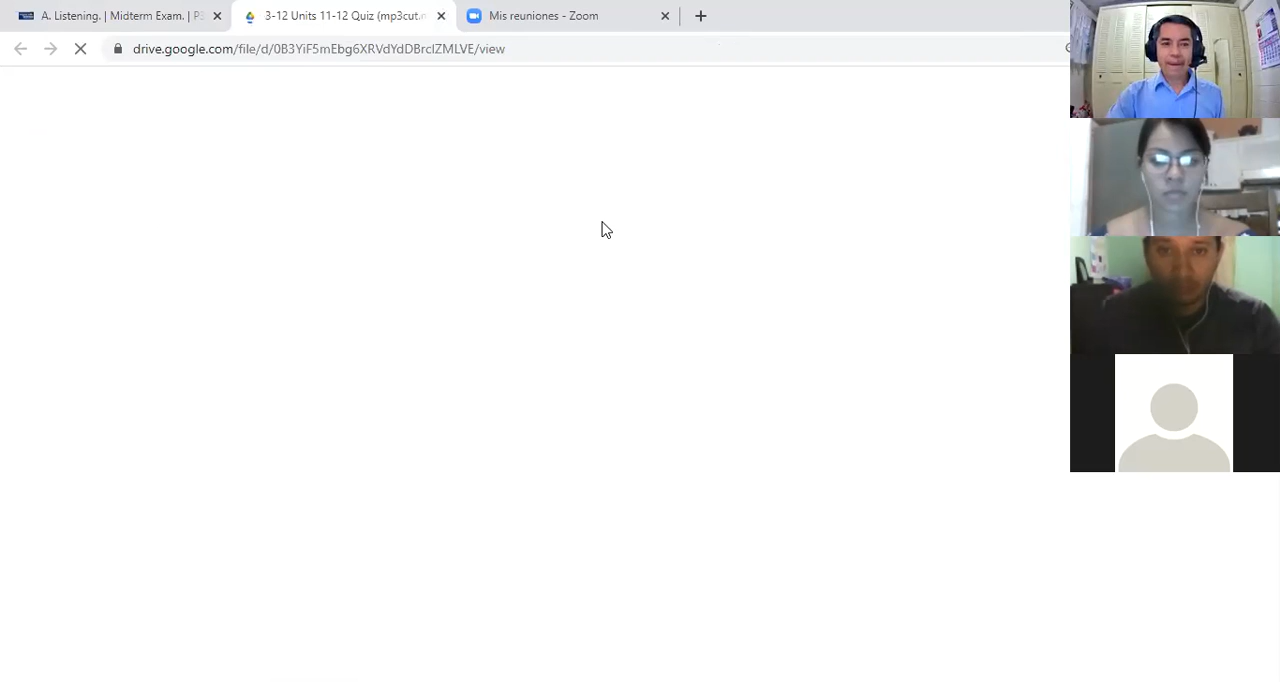 A. Listening. | Midterm Exam. | P3
3-12 Units 11-12 Quiz (mp3cut.n
Mis reuniones - Zoom
drive.google.com/file/d/0B3YiF5mEbg6XRVdYdDBrclZMLVE/view